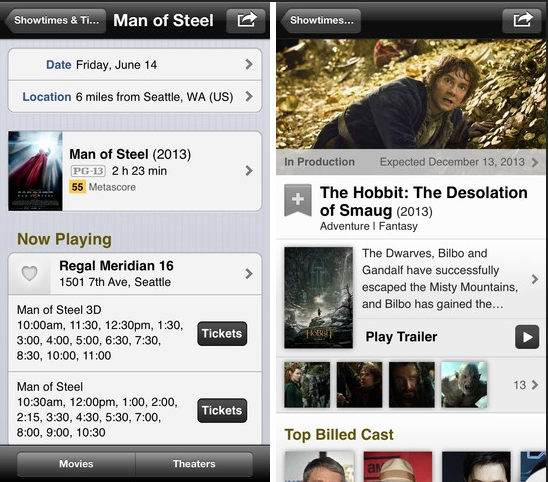 Showtimes & Ti...
Man of Steel
Date Friday, June 14
Location 6 miles from Seattle, WA (US)
Man of Steel (2013)
PG-13 2 h 23 min
55 Metascore
Now Playing
Regal Meridian 16
1501 7th Ave, Seattle
Man of Steel 3D
10:00am, 11:30, 12:30pm, 1:30,
3:00, 4:00, 5:00, 6:30, 7:30,
8:30, 10:00, 11:00
Tickets
Man of Steel
10:30am, 12:00pm, 1:00, 2:00,
2:15, 3:30, 4:30, 5:30, 7:00,
8:00, 9:00, 10:30
Tickets
Movies
Theaters
Showtimes...
In Production
Expected December 13, 2013
The Hobbit: The Desolation
of Smaug (2013)
Adventure | Fantasy
The Dwarves, Bilbo and
Gandalf have successfully
escaped the Misty Mountains,
and Bilbo has gained the...
HOBBIT
Play Trailer
13
Top Billed Cast